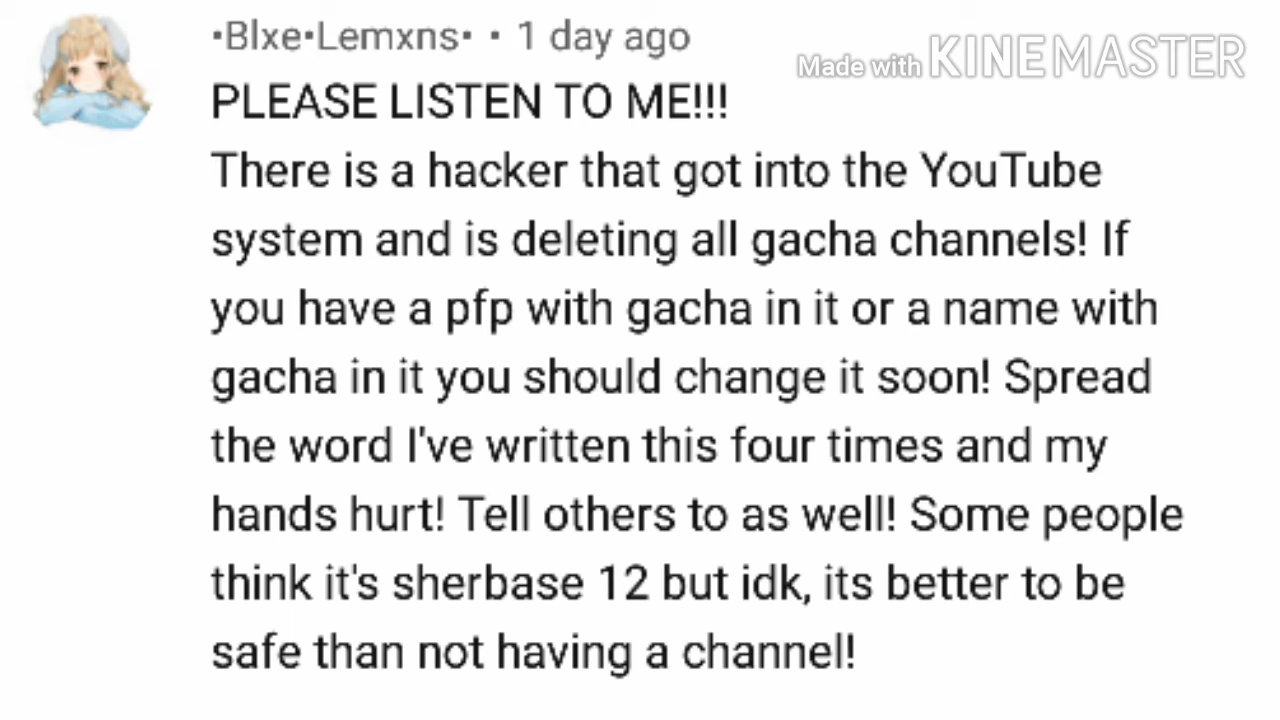 •Blxe•Lemxns• • 1 day ago
Made with KINEMASTER
PLEASE LISTEN TO ME!!!
There is a hacker that got into the YouTube
system and is deleting all gacha channels! If
you have a pfp with gacha in it or a name with
gacha in it you should change it soon! Spread
the word I've written this four times and my
hands hurt! Tell others to as well! Some people
think it's sherbase 12 but idk, its better to be
safe than not having a channel!